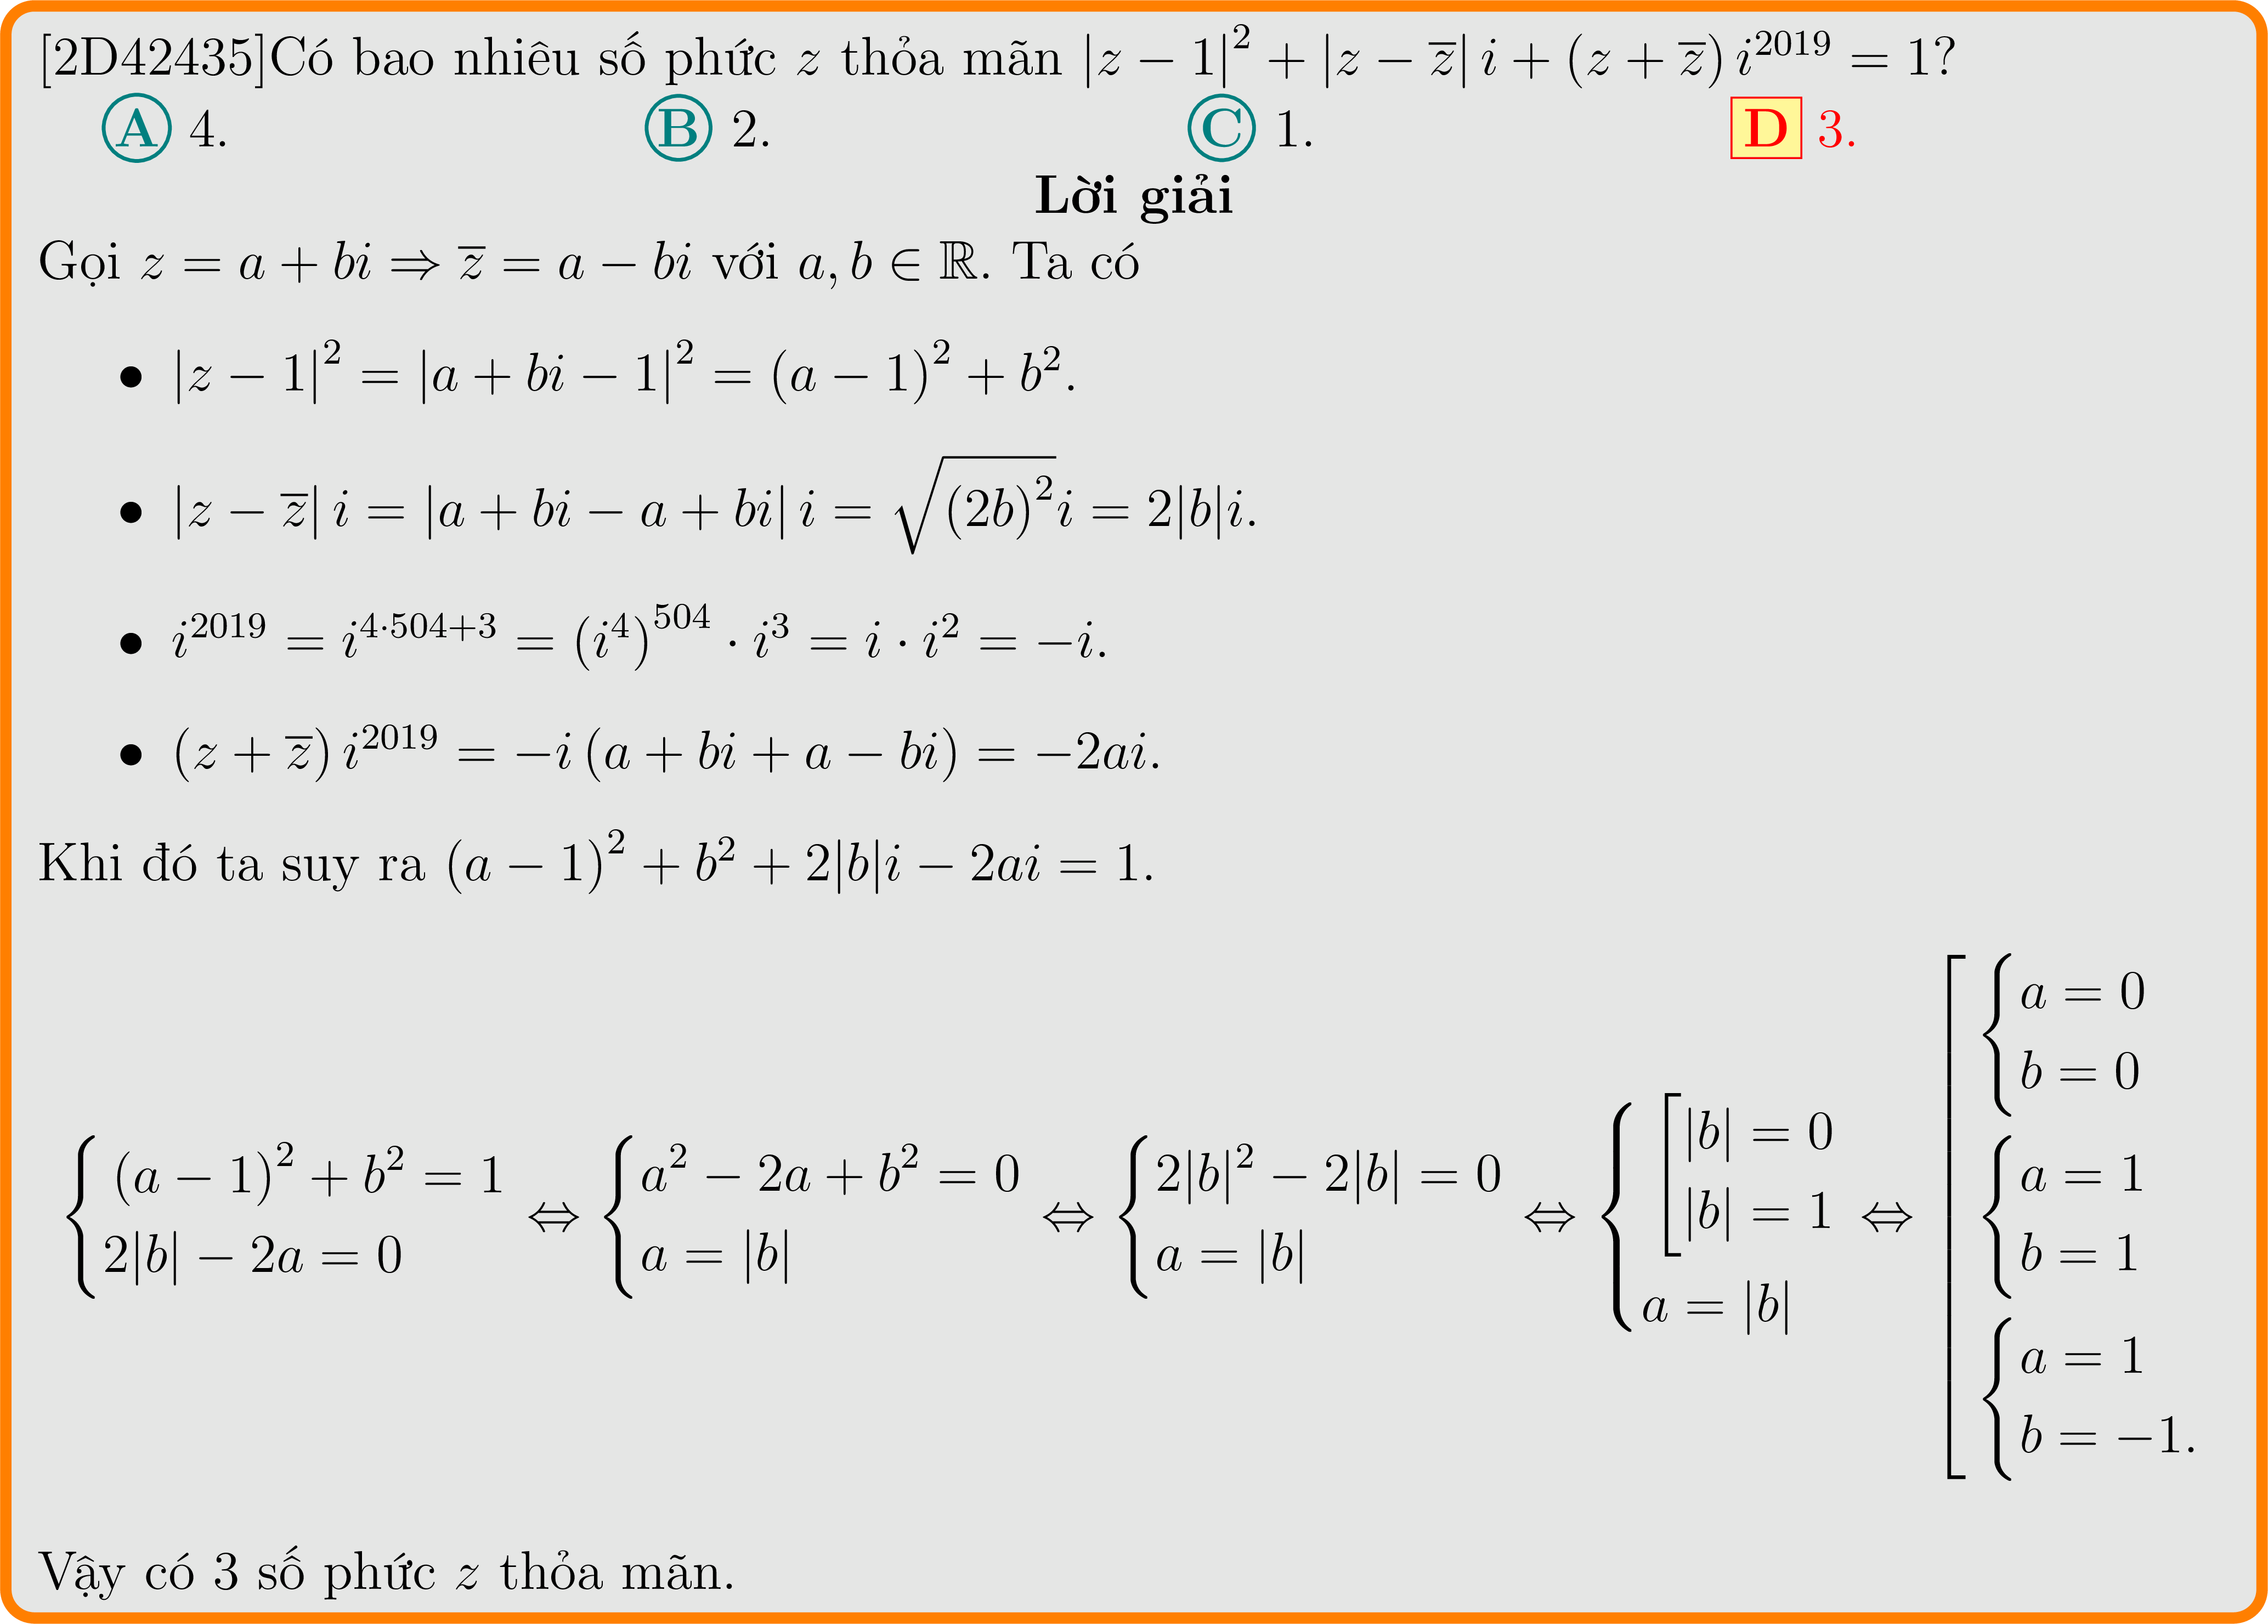 [2D42435]Có bao nhiêu số phức $z$ thỏa mãn $|z-1|^2+|z-\overline{z}|\,i+(z+\overline{z})\,i^{2019}=1$?
A 4. B 2. C 1. D 3.
Lời giải
Gọi $z=a+bi\Rightarrow\overline{z}=a-bi$ với $a,b\in\mathbb{R}$. Ta có
• $|z-1|^2=|a+bi-1|^2=(a-1)^2+b^2$.
• $|z-\overline{z}|\,i=|a+bi-a+bi|\,i=\sqrt{(2b)^2}i=2|b|i$.
• $i^{2019}=i^{4\cdot504+3}=(i^4)^{504}\cdot i^3=i\cdot i^2=-i$.
• $(z+\overline{z})\,i^{2019}=-i\,(a+bi+a-bi)=-2ai$.
Khi đó ta suy ra $(a-1)^2+b^2+2|b|i-2ai=1$.
$\begin{cases}(a-1)^2+b^2=1\\2|b|-2a=0\end{cases}\Leftrightarrow\begin{cases}a^2-2a+b^2=0\\a=|b|\end{cases}\Leftrightarrow\begin{cases}2|b|^2-2|b|=0\\a=|b|\end{cases}\Leftrightarrow\begin{cases}\left[\begin{array}{l}|b|=0\\|b|=1\end{array}\right.\\a=|b|\end{cases}\Leftrightarrow\left[\begin{array}{l}\begin{cases}a=0\\b=0\end{cases}\\\begin{cases}a=1\\b=1\end{cases}\\\begin{cases}a=1\\b=-1.\end{cases}\end{array}\right.$
Vậy có 3 số phức $z$ thỏa mãn.